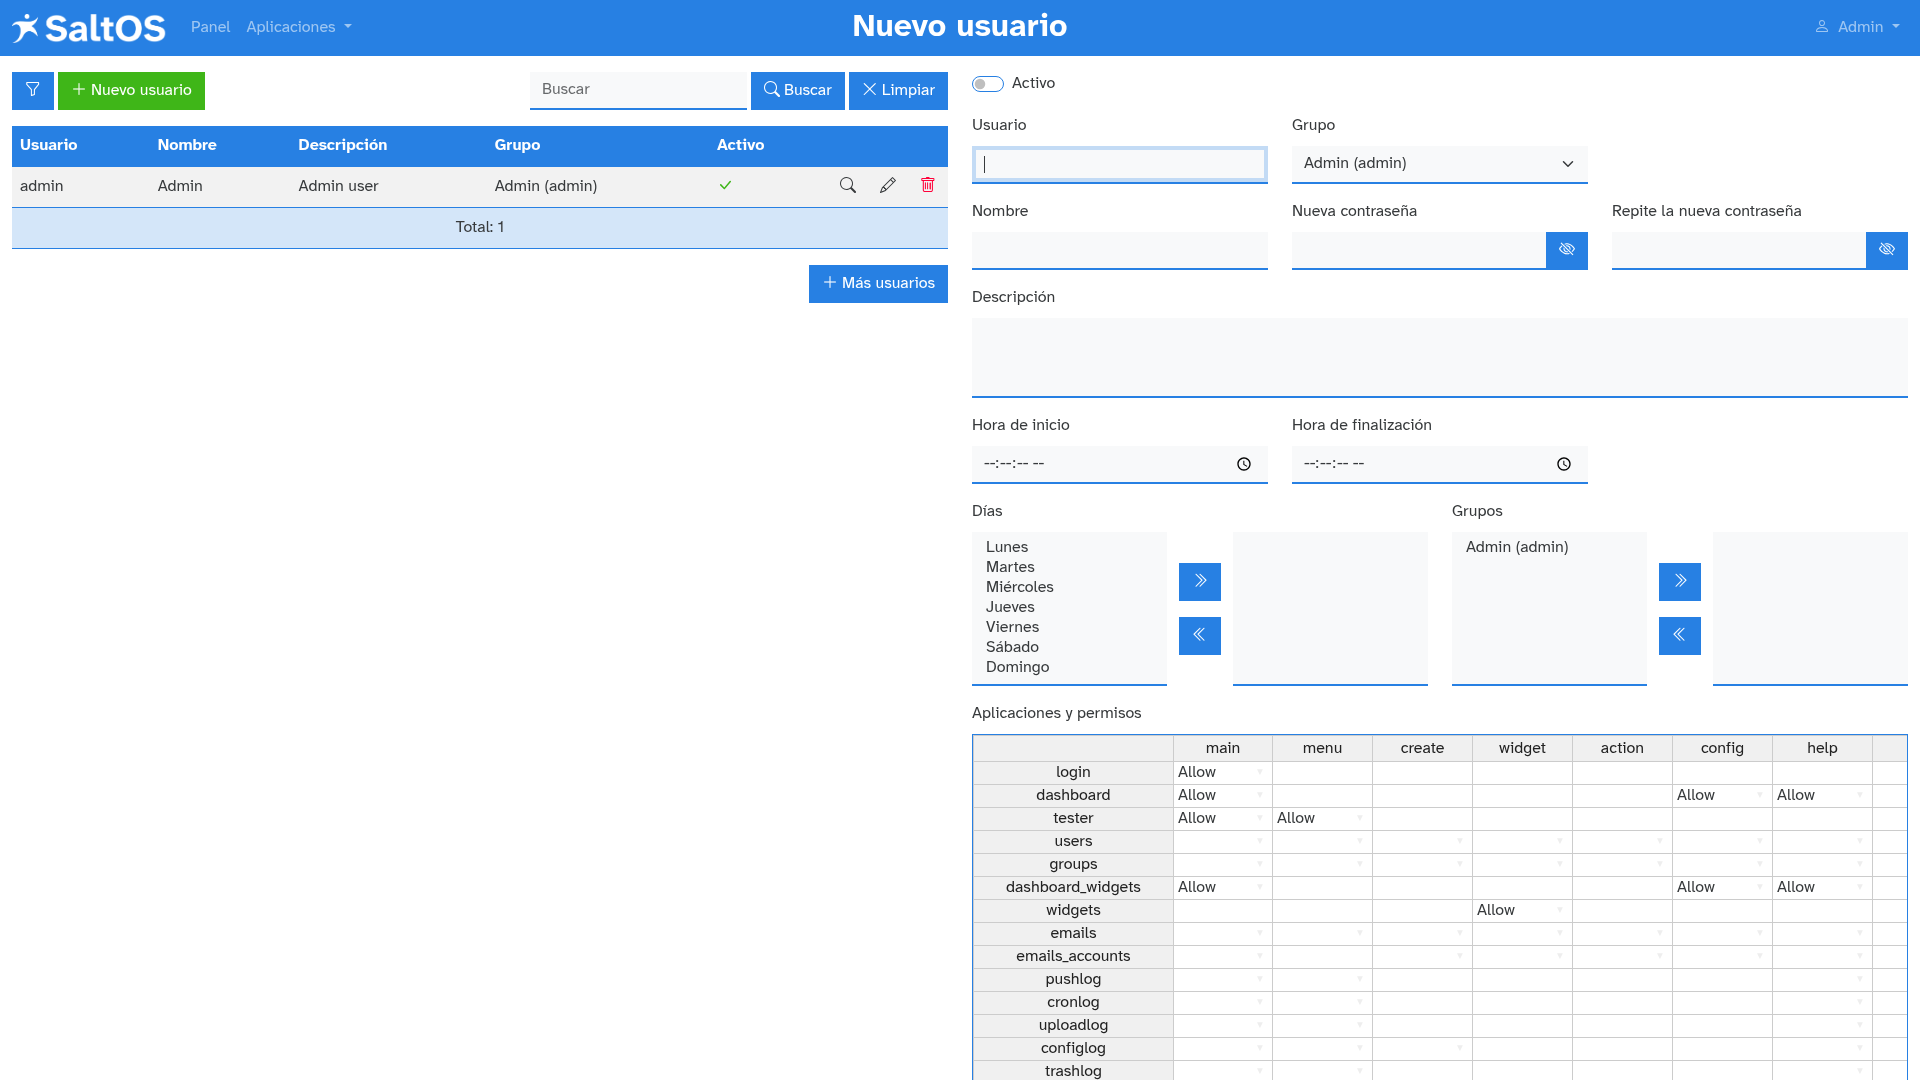 SaltOS Panel Aplicaciones Nuevo usuario Admin
Nuevo usuario Buscar Buscar Limpiar
Usuario Nombre Descripción Grupo Activo
admin Admin Admin user Admin (admin)
Total: 1
Más usuarios
Activo
Usuario Grupo
Admin (admin)
Nombre Nueva contraseña Repite la nueva contraseña
Descripción
Hora de inicio Hora de finalización
--:--:-- -- --:--:-- --
Días Grupos
Lunes Admin (admin)
Martes
Miércoles
Jueves
Viernes
Sábado
Domingo
Aplicaciones y permisos
main menu create widget action config help
login Allow
dashboard Allow Allow Allow
tester Allow Allow
users
groups
dashboard_widgets Allow Allow Allow
widgets Allow
emails
emails_accounts
pushlog
cronlog
uploadlog
configlog
trashlog